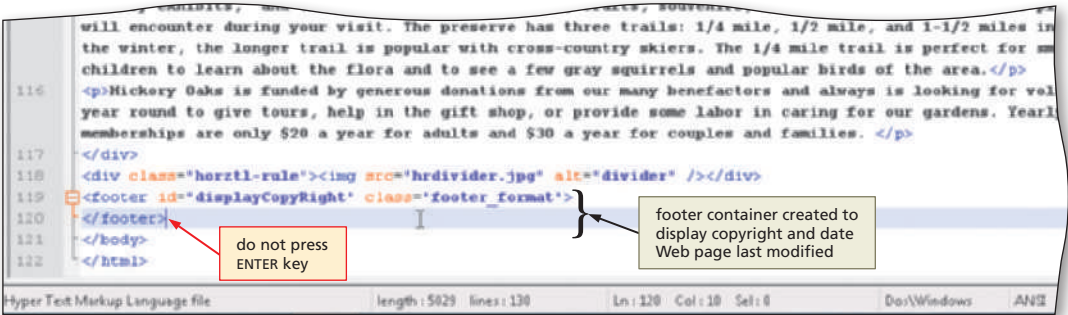 will encounter during your visit. The preserve has three trails: 1/4 mile, 1/2 mile, and 1-1/2 miles in
the winter, the longer trail is popular with cross-country skiers. The 1/4 mile trail is perfect for sm
children to learn about the flora and to see a few gray squirrels and popular birds of the area.</p>
116 <p>Hickory Oaks is funded by generous donations from our many benefactors and always is looking for vol
year round to give tours, help in the gift shop, or provide some labor in caring for our gardens. Yearly
memberships are only $20 a year for adults and $30 a year for couples and families. </p>
117 </div>
118 <div class="horztl-rule"><img src="hrdivider.jpg" alt="divider" /></div>
119 <footer id="displayCopyRight" class="footer_format">
120 </footer>
121 </body>
122 </html>
do not press
ENTER key
footer container created to
display copyright and date
Web page last modified
Hyper Text Markup Language file length : 5029 lines : 130 Ln : 120 Col : 10 Sel : 0 Dos\Windows ANSI